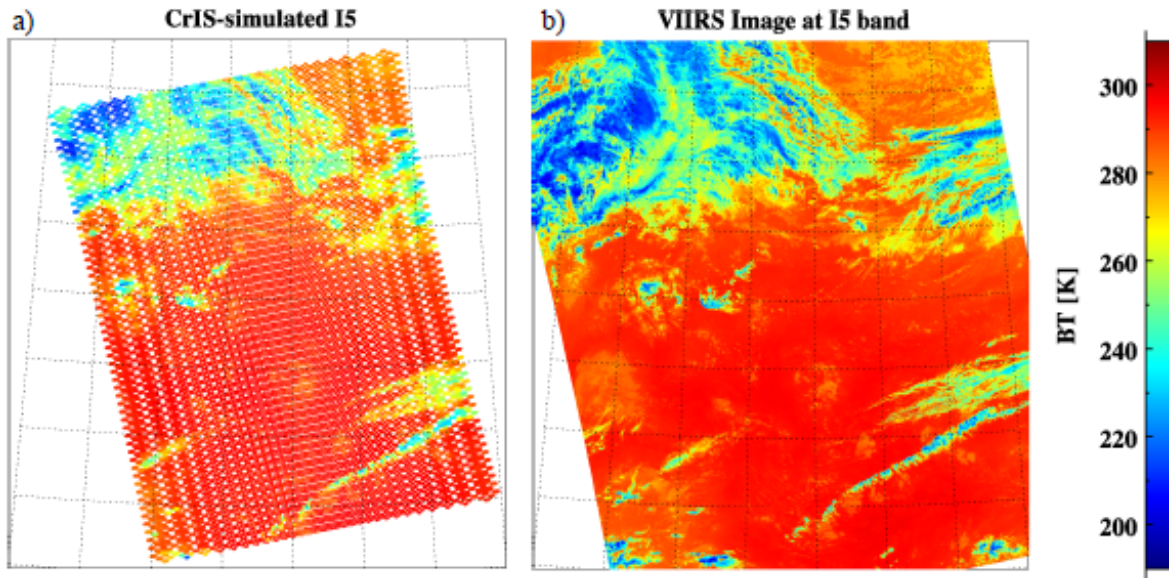 a)
CrIS-simulated I5
b)
VIIRS Image at I5 band
BT [K]
300
280
260
240
220
200